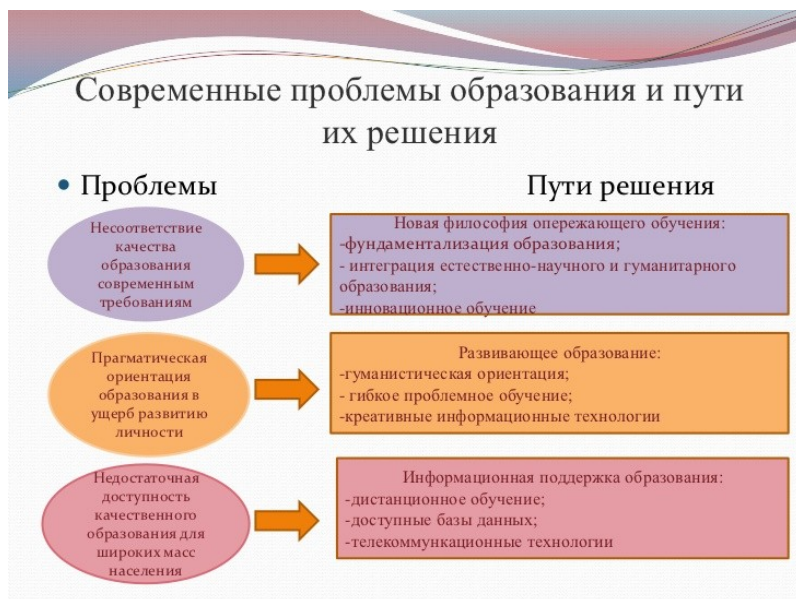 Современные проблемы образования и пути
их решения
• Проблемы
Пути решения
Несоответствие
качества
образования
современным
требованиям
Новая философия опережающего обучения:
-фундаментализация образования;
- интеграция естественно-научного и гуманитарного
образования;
-инновационное обучение
Прагматическая
ориентация
образования в
ущерб развитию
личности
Развивающее образование:
-гуманистическая ориентация;
- гибкое проблемное обучение;
-креативные информационные технологии
Недостаточная
доступность
качественного
образования для
широких масс
населения
Информационная поддержка образования:
-дистанционное обучение;
-доступные базы данных;
-телекоммункационные технологии